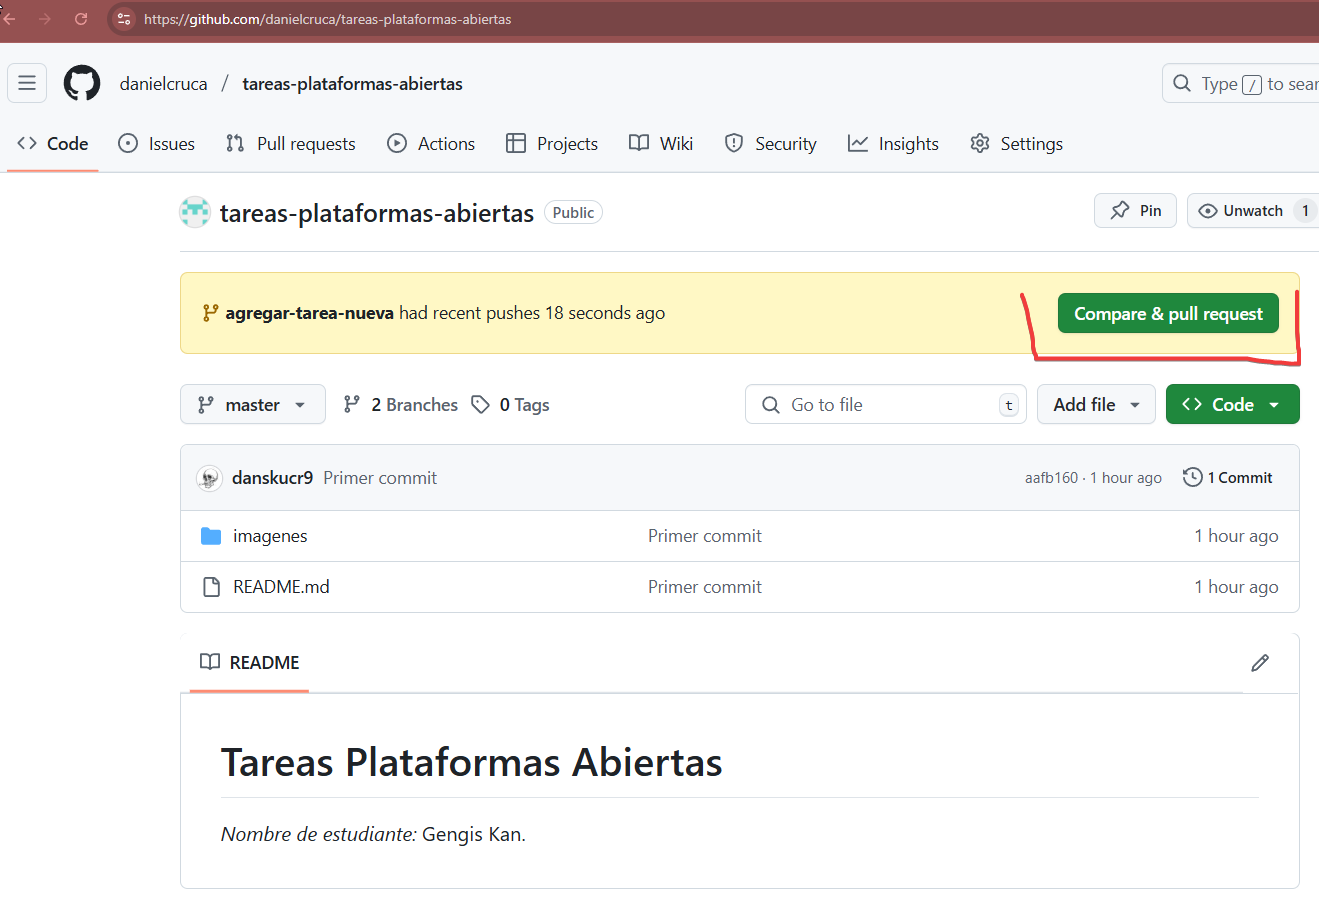 https://github.com/danielcruca/tareas-plataformas-abiertas
danielcruca / tareas-plataformas-abiertas
Type / to sear
Code Issues Pull requests Actions Projects Wiki Security Insights Settings
tareas-plataformas-abiertas Public
Pin Unwatch 1
agregar-tarea-nueva had recent pushes 18 seconds ago
Compare & pull request
master 2 Branches 0 Tags
Go to file t
Add file
Code
danskucr9 Primer commit aafb160 · 1 hour ago 1 Commit
imagenes Primer commit 1 hour ago
README.md Primer commit 1 hour ago
README
Tareas Plataformas Abiertas
Nombre de estudiante: Gengis Kan.